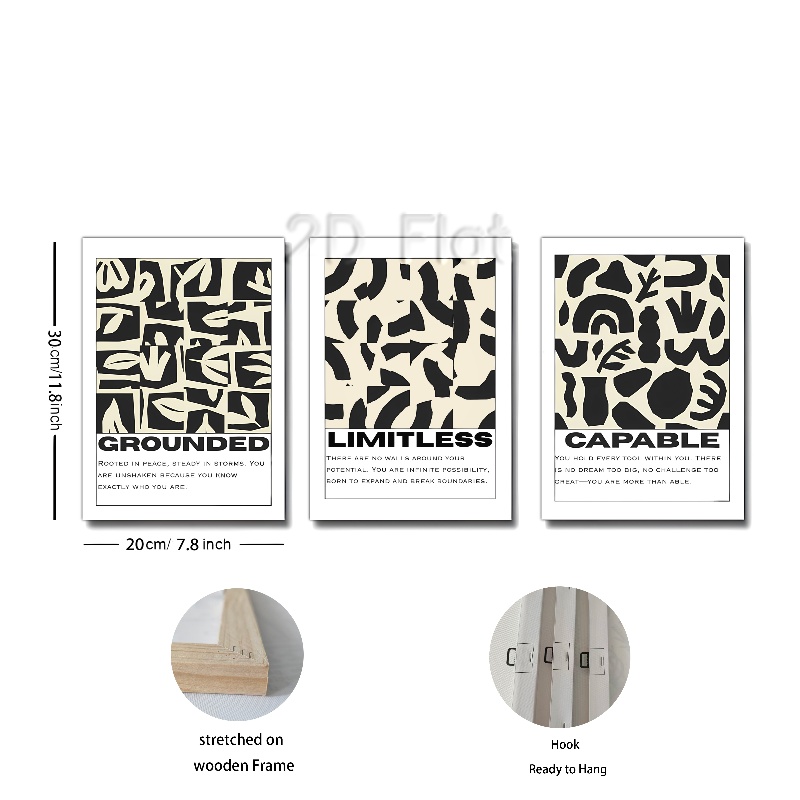 2D Flat
GROUNDED
Rooted in peace, steady in storms. You
are unshaken because you know
exactly who you are.
LIMITLESS
There are no walls around your
potential. You are infinite possibility,
born to expand and break boundaries.
CAPABLE
You hold every tool within you. There
is no dream too big, no challenge too
great—you are more than able.
30cm/11.8inch
20cm/ 7.8 inch
stretched on
wooden Frame
Hook
Ready to Hang